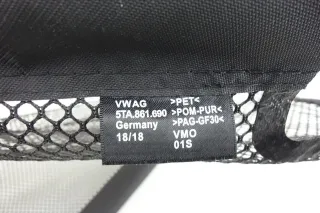 VWAG >PET<
5TA.861.690 >POM-PUR<
Germany >PAG-GF30<
18/18 VMO
01S